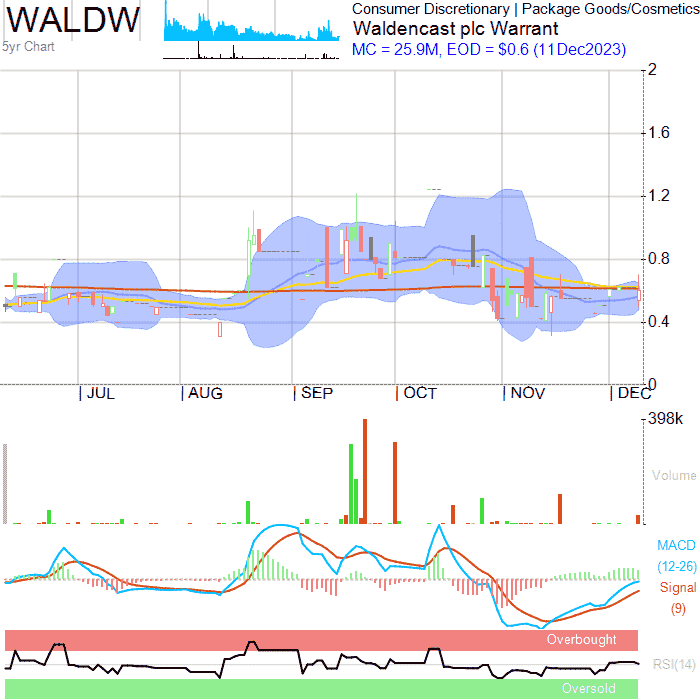 WALDW
5yr Chart
Consumer Discretionary | Package Goods/Cosmetics
Waldencast plc Warrant
MC = 25.9M, EOD = $0.6 (11Dec2023)
2
1.6
1.2
0.8
0.4
0
| JUL
| AUG
| SEP
| OCT
| NOV
| DEC
398k
Volume
MACD
(12-26)
Signal
(9)
Overbought
RSI(14)
Oversold